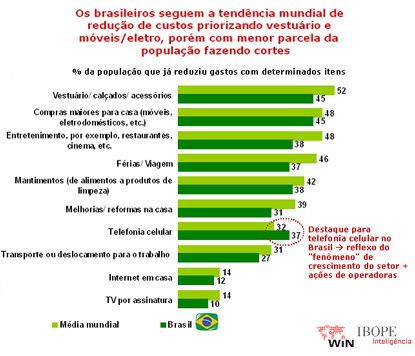 Os brasileiros seguem a tendência mundial de
redução de custos priorizando vestuário e
móveis/eletro, porém com menor parcela da
população fazendo cortes
% da população que já reduziu gastos com determinados itens
Vestuário/ calçados/ acessórios
52
45
Compras maiores para casa (móveis,
eletrodomésticos, etc.)
48
45
Entretenimento, por exemplo, restaurantes,
cinema, etc.
48
38
Férias/ Viagem
46
37
Mantimentos (de alimentos a produtos de
limpeza)
42
38
Melhorias/ reformas na casa
39
31
Telefonia celular
32
37
Destaque para
telefonia celular no
Brasil → reflexo do
"fenômeno" de
crescimento do setor +
ações de operadoras
Transporte ou deslocamento para o trabalho
31
27
Internet em casa
14
12
TV por assinatura
14
10
Média mundial
Brasil
WIN
IBOPE
inteligência